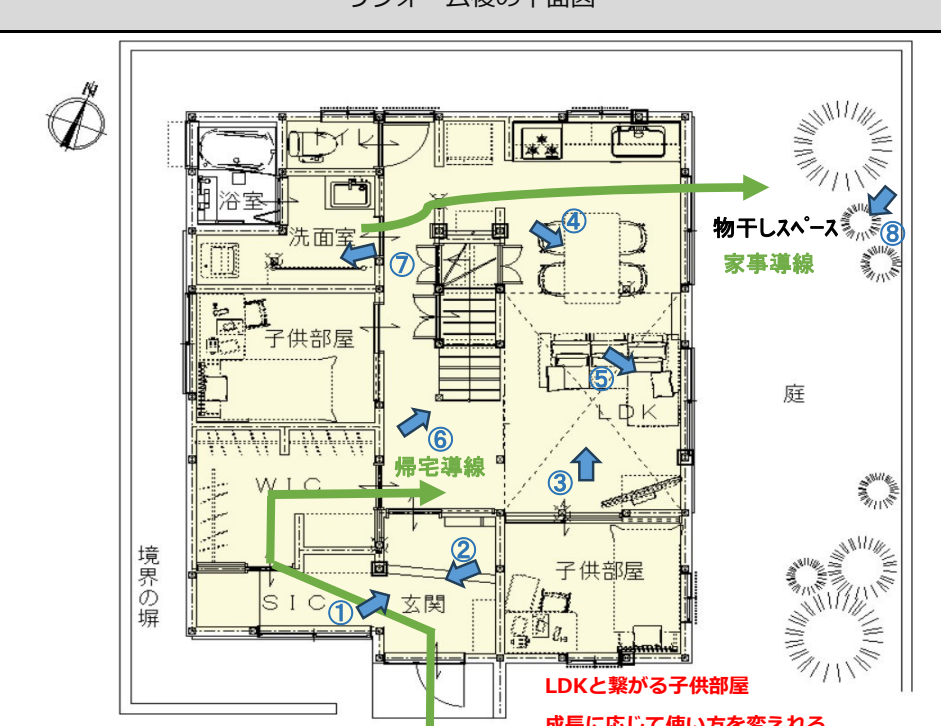 リフォーム後の平面図
N
トイレ
浴室
④
物干しスペース
⑧
洗面室
⑦
家事導線
子供部屋
⑤
庭
LDK
⑥
帰宅導線
③
WIC
②
境界の塀
子供部屋
SIC
①
玄関
LDKと繋がる子供部屋
成長に応じて使い方を変えれる